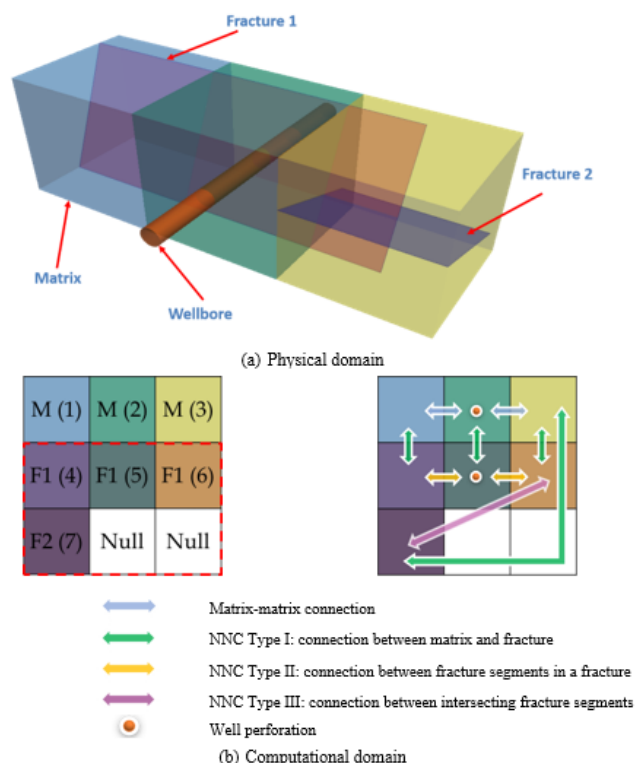 Fracture 1
Fracture 2
Matrix
Wellbore
(a) Physical domain
M (1) M (2) M (3)
F1 (4) F1 (5) F1 (6)
F2 (7) Null Null
Matrix-matrix connection
NNC Type I: connection between matrix and fracture
NNC Type II: connection between fracture segments in a fracture
NNC Type III: connection between intersecting fracture segments
Well perforation
(b) Computational domain